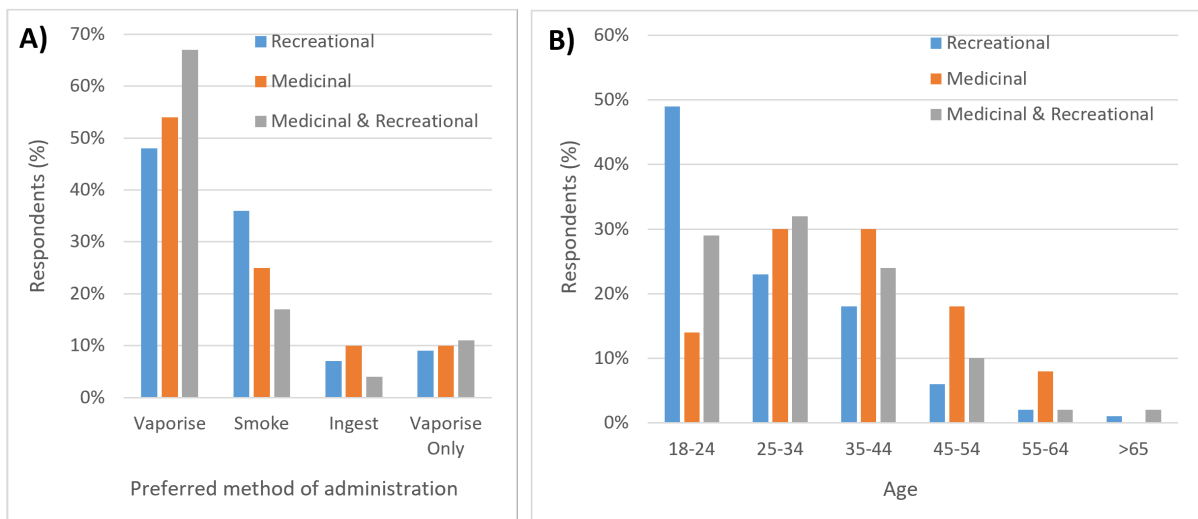 A)
70%
60%
50%
40%
30%
20%
10%
0%
Respondents (%)
Recreational
Medicinal
Medicinal & Recreational
Vaporise Smoke Ingest Vaporise
Only
Preferred method of administration
B)
60%
50%
40%
30%
20%
10%
0%
Respondents (%)
Recreational
Medicinal
Medicinal & Recreational
18-24 25-34 35-44 45-54 55-64 >65
Age